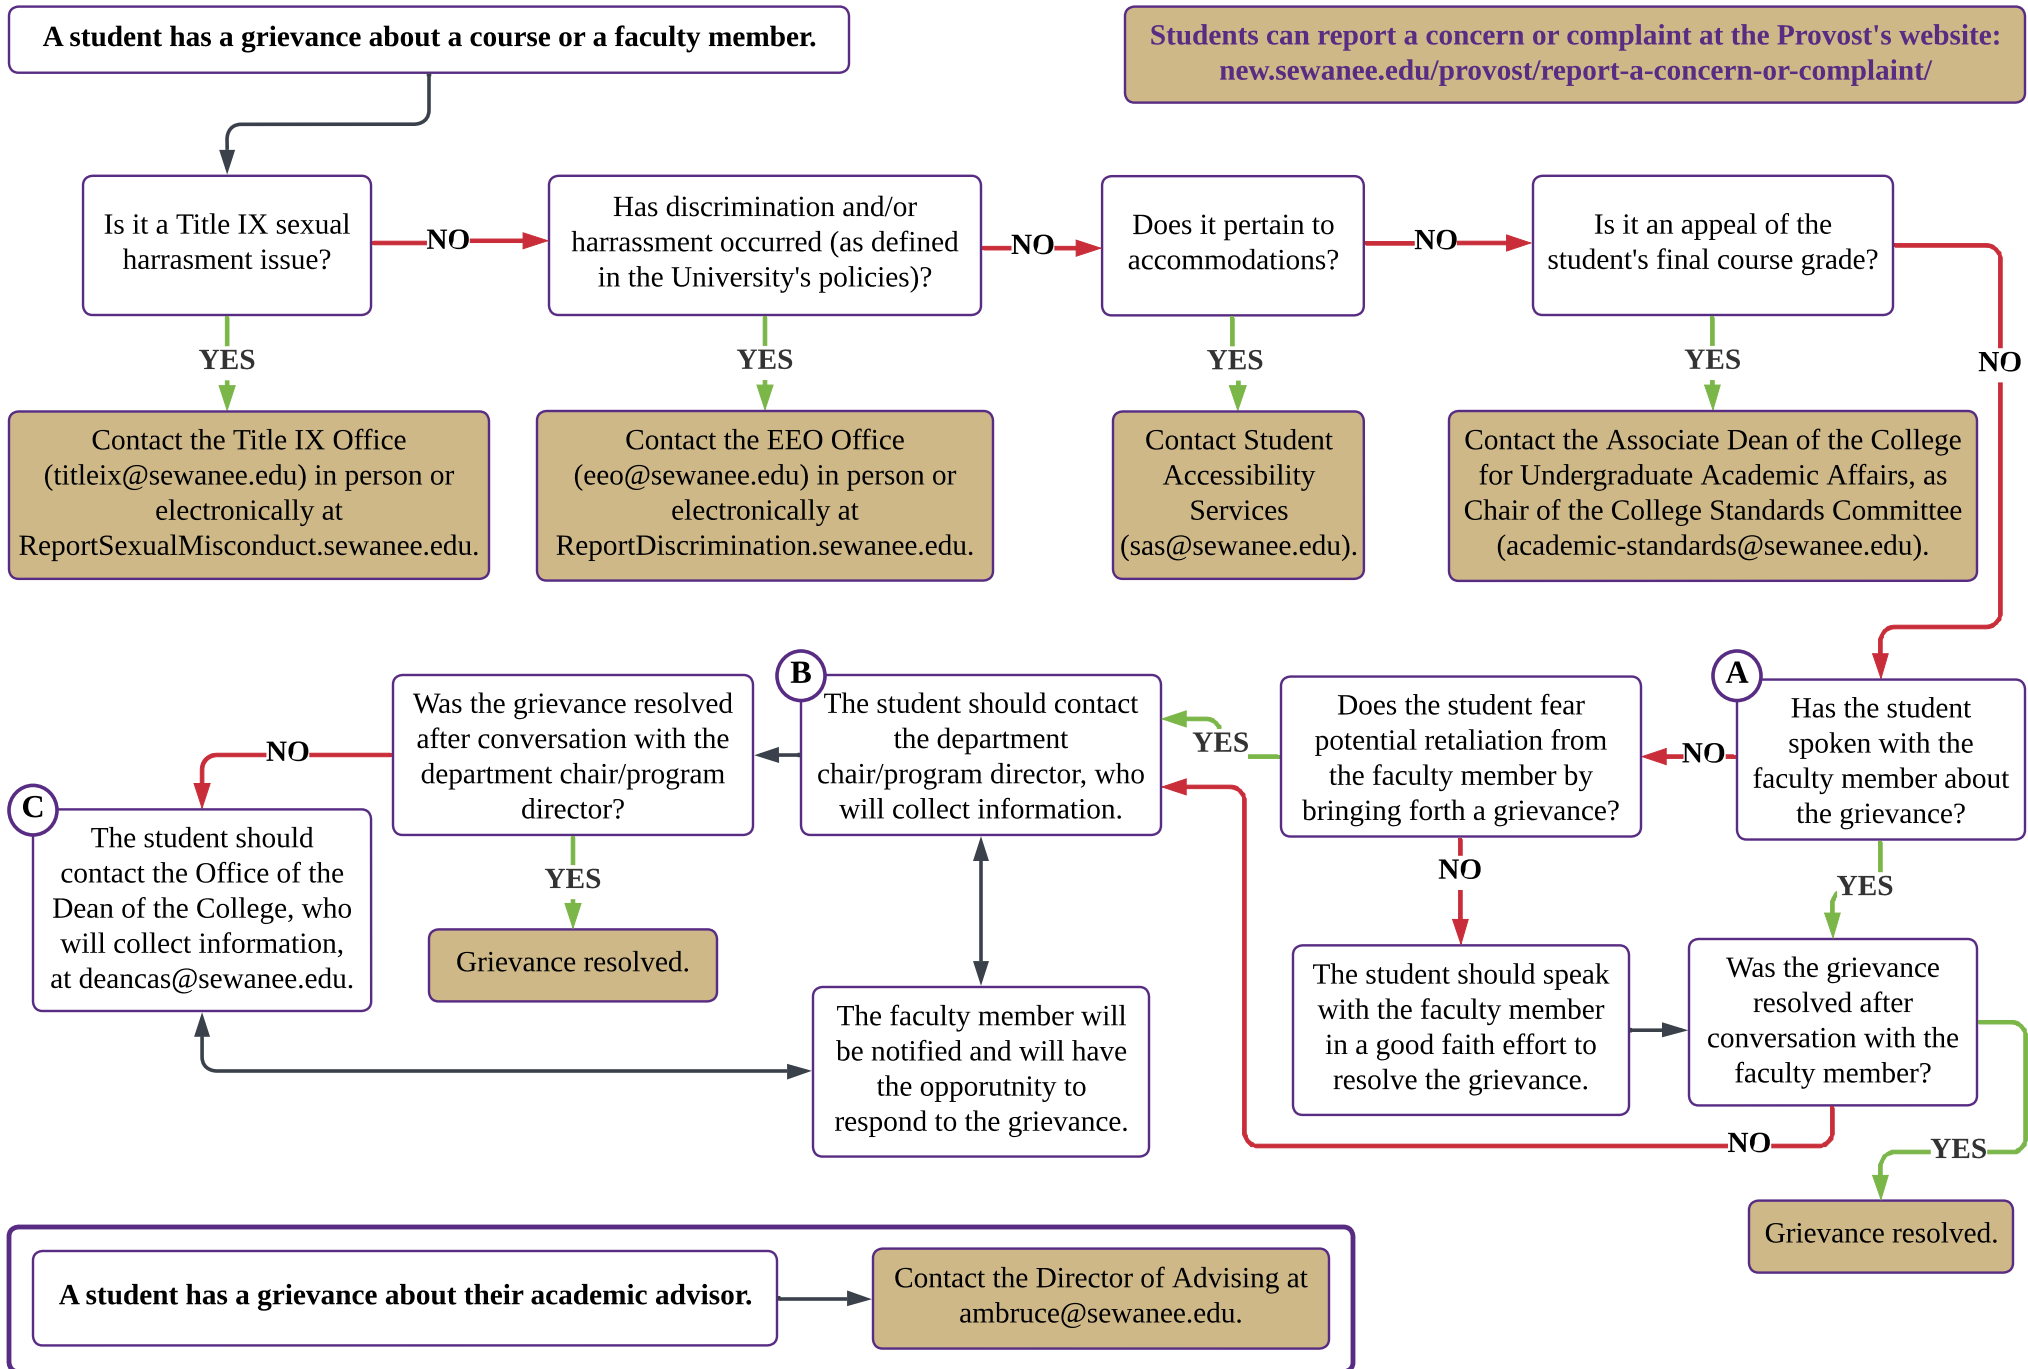 A student has a grievance about a course or a faculty member.
Students can report a concern or complaint at the Provost's website:
new.sewanee.edu/provost/report-a-concern-or-complaint/
Is it a Title IX sexual
harrasment issue?
NO
Has discrimination and/or
harrassment occurred (as defined
in the University's policies)?
NO
Does it pertain to
accommodations?
NO
Is it an appeal of the
student's final course grade?
NO
YES
YES
YES
YES
Contact the Title IX Office
(titleix@sewanee.edu) in person or
electronically at
ReportSexualMisconduct.sewanee.edu.
Contact the EEO Office
(eeo@sewanee.edu) in person or
electronically at
ReportDiscrimination.sewanee.edu.
Contact Student
Accessibility
Services
(sas@sewanee.edu).
Contact the Associate Dean of the College
for Undergraduate Academic Affairs, as
Chair of the College Standards Committee
(academic-standards@sewanee.edu).
A
Has the student
spoken with the
faculty member about
the grievance?
NO
YES
Does the student fear
potential retaliation from
the faculty member by
bringing forth a grievance?
YES
NO
B
The student should contact
the department
chair/program director, who
will collect information.
Was the grievance resolved
after conversation with the
department chair/program
director?
NO
YES
Grievance resolved.
C
The student should
contact the Office of the
Dean of the College, who
will collect information,
at deancas@sewanee.edu.
The faculty member will
be notified and will have
the opporutnity to
respond to the grievance.
The student should speak
with the faculty member
in a good faith effort to
resolve the grievance.
Was the grievance
resolved after
conversation with the
faculty member?
NO
YES
Grievance resolved.
A student has a grievance about their academic advisor.
Contact the Director of Advising at
ambruce@sewanee.edu.